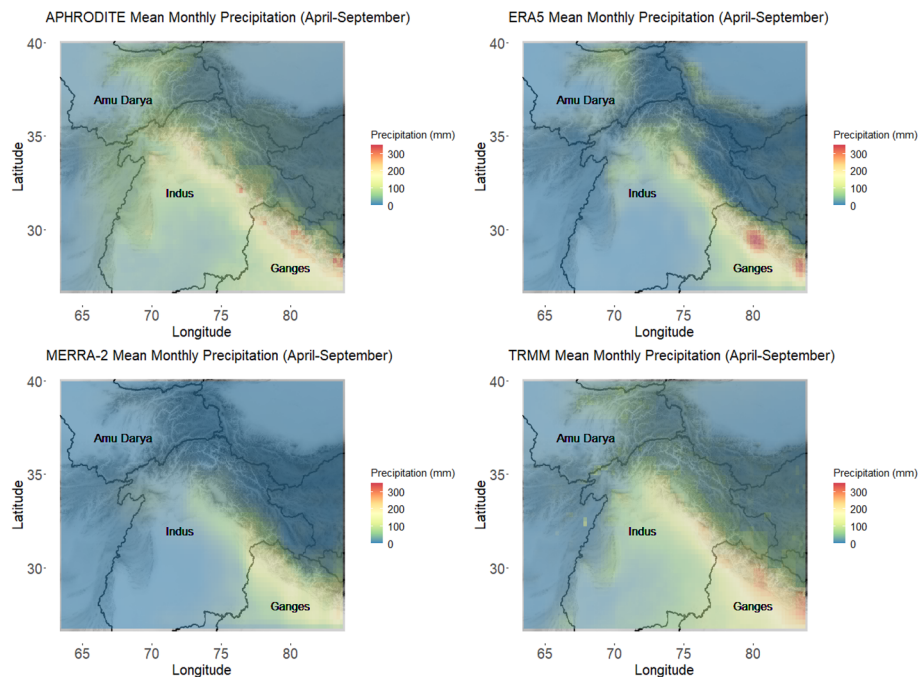 APHRODITE Mean Monthly Precipitation (April-September)
40
35
30
Latitude
Amu Darya
Indus
Ganges
65 70 75 80
Longitude
Precipitation (mm)
300
200
100
0
ERA5 Mean Monthly Precipitation (April-September)
40
35
30
Latitude
Amu Darya
Indus
Ganges
65 70 75 80
Longitude
Precipitation (mm)
300
200
100
0
MERRA-2 Mean Monthly Precipitation (April-September)
40
35
30
Latitude
Amu Darya
Indus
Ganges
65 70 75 80
Longitude
Precipitation (mm)
300
200
100
0
TRMM Mean Monthly Precipitation (April-September)
40
35
30
Latitude
Amu Darya
Indus
Ganges
65 70 75 80
Longitude
Precipitation (mm)
300
200
100
0